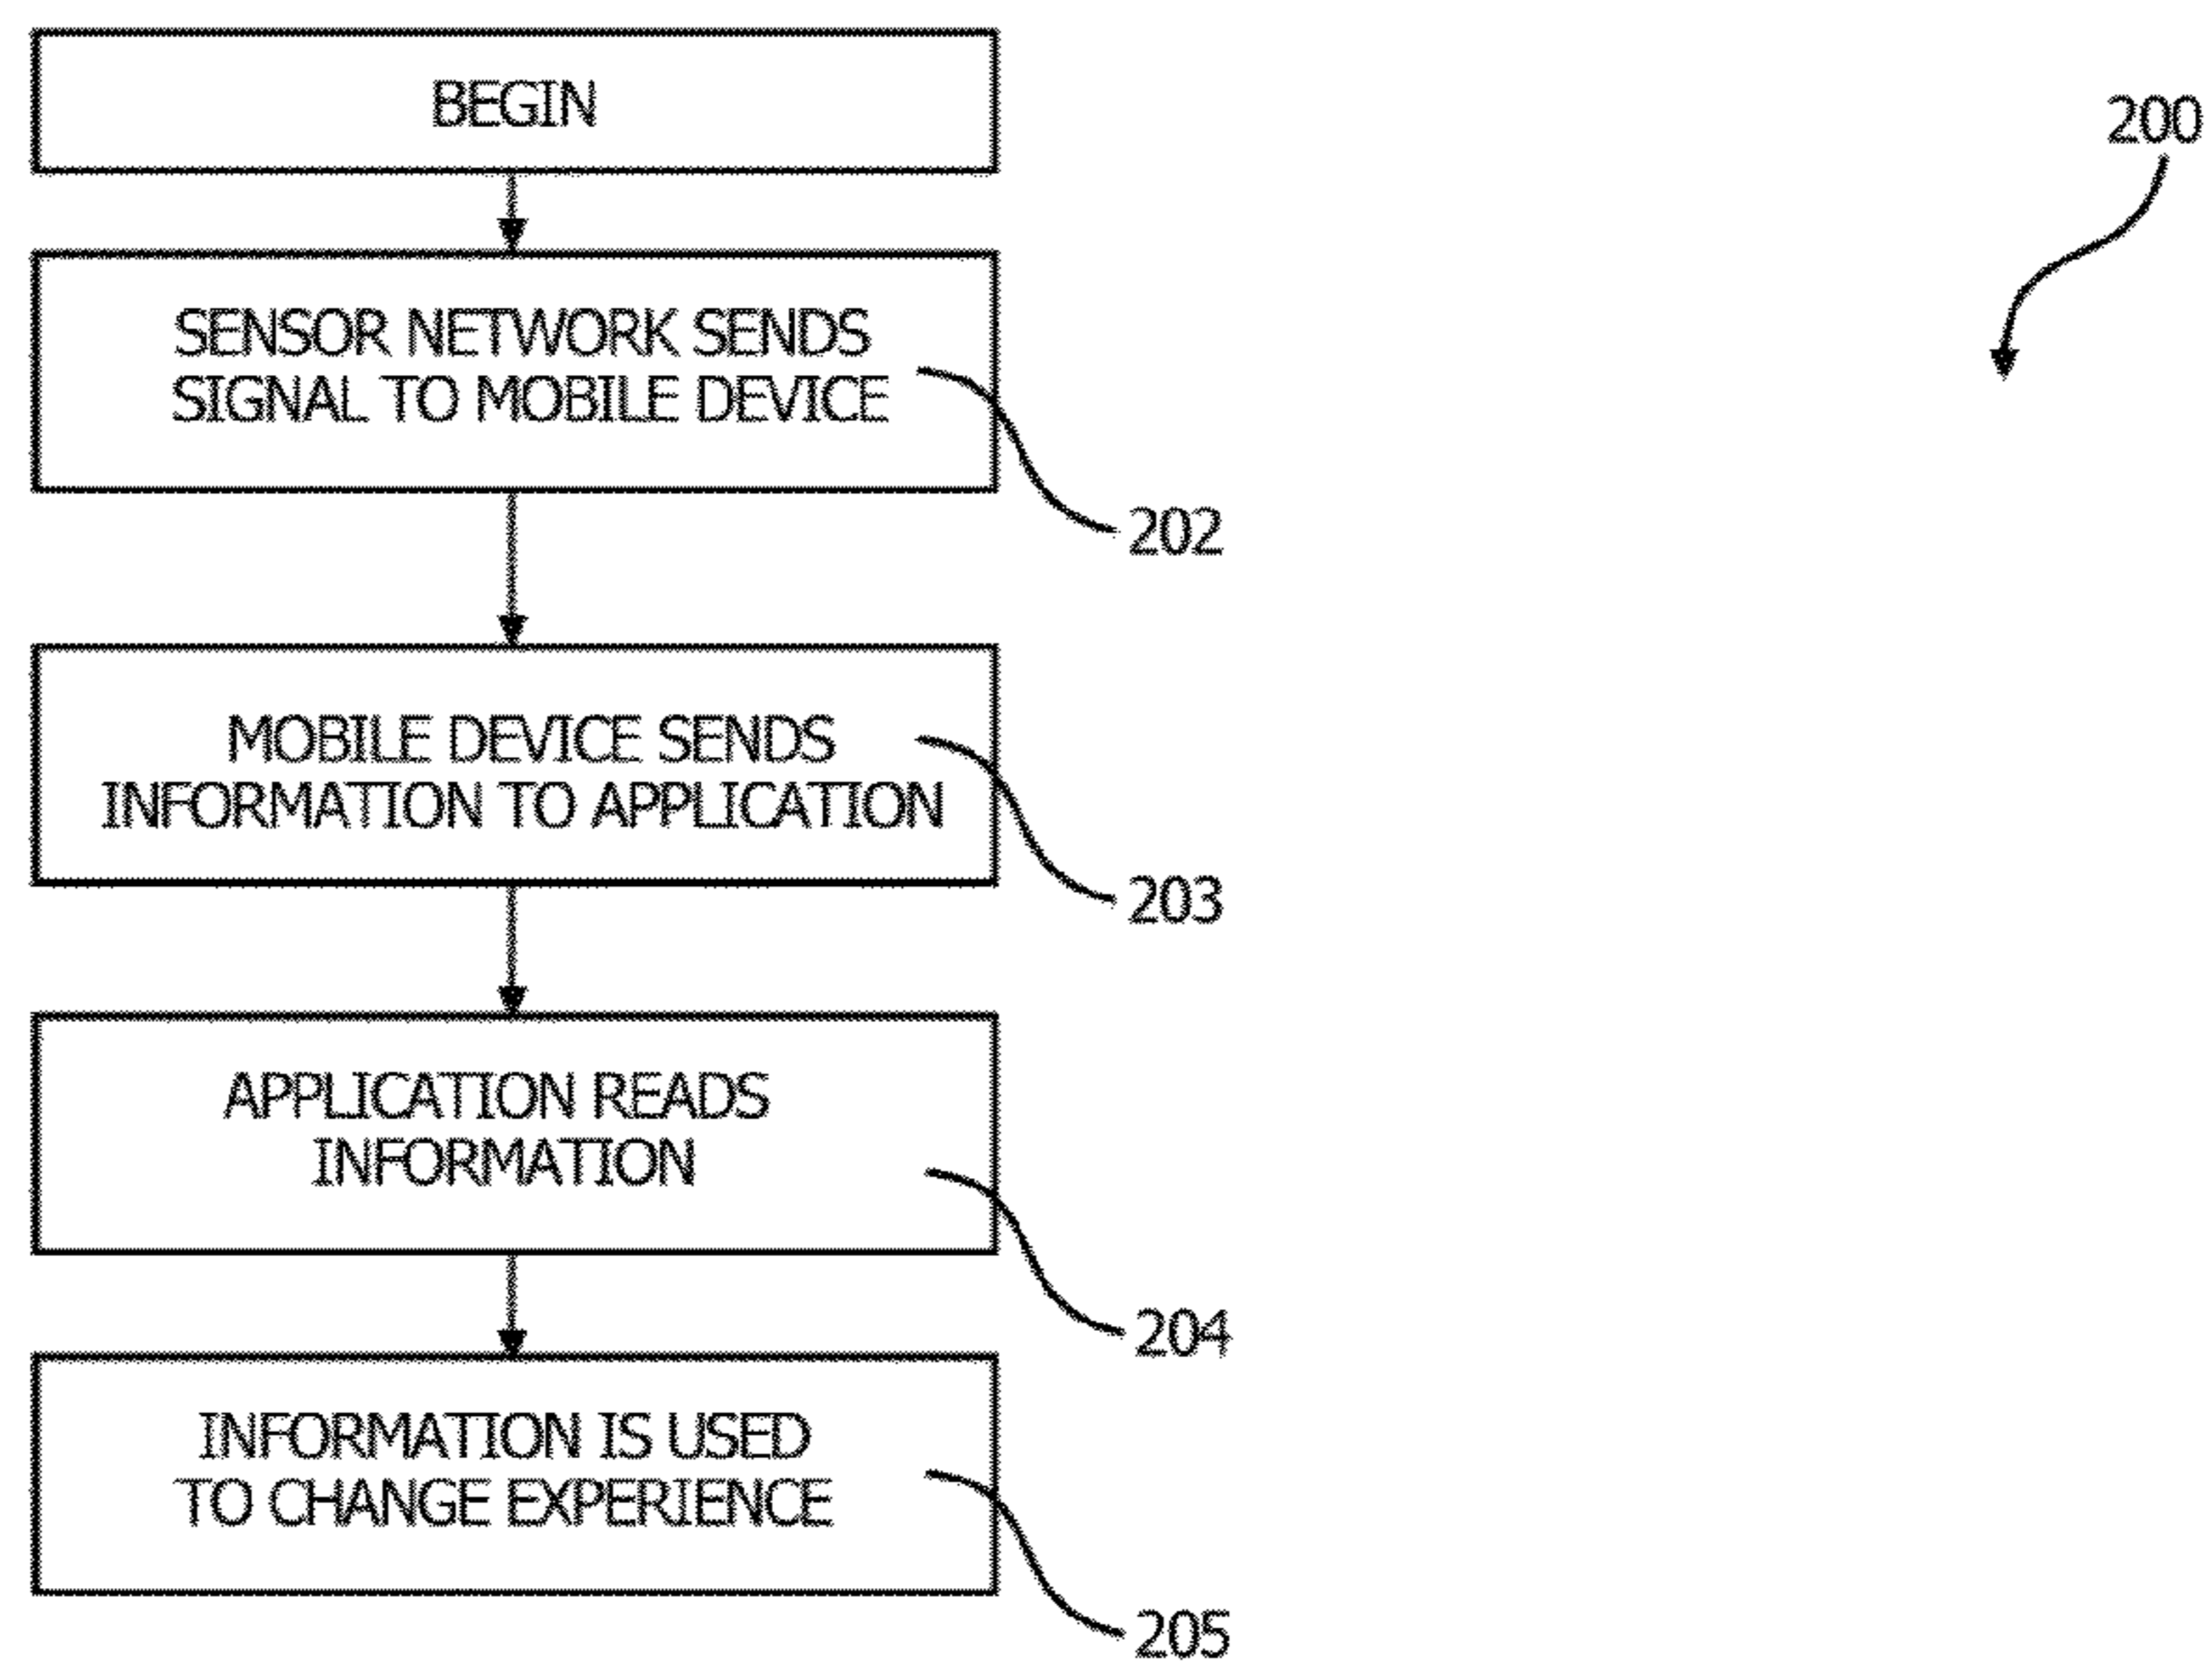 BEGIN
200
SENSOR NETWORK SENDS
SIGNAL TO MOBILE DEVICE
202
MOBILE DEVICE SENDS
INFORMATION TO APPLICATION
203
APPLICATION READS
INFORMATION
204
INFORMATION IS USED
TO CHANGE EXPERIENCE
205